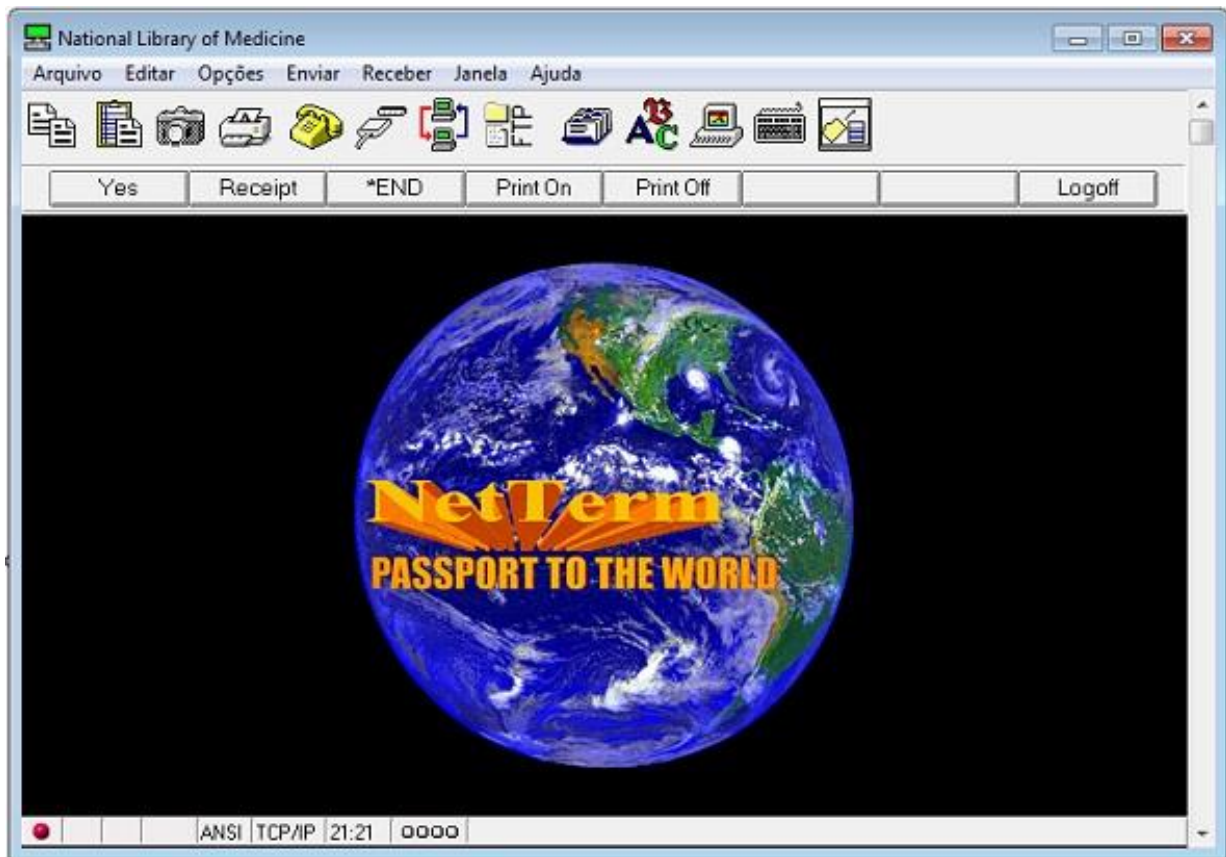 National Library of Medicine
Arquivo Editar Opções Enviar Receber Janela Ajuda
Yes Receipt *END Print On Print Off Logoff
NetTerm
PASSPORT TO THE WORLD
ANSI TCP/IP 21:21 oooo